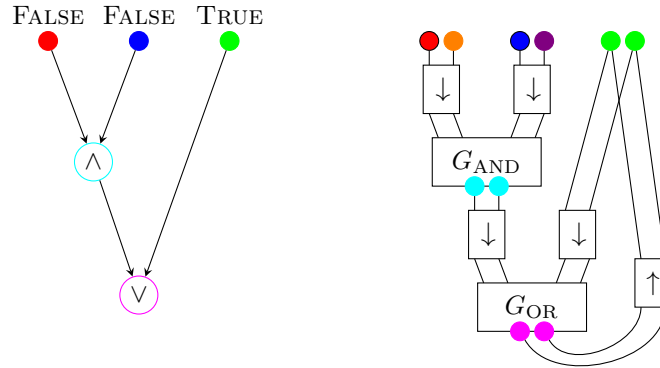 FALSE FALSE TRUE
↓ ↓
∧ G_AND
↓ ↓
∨ G_OR ↑